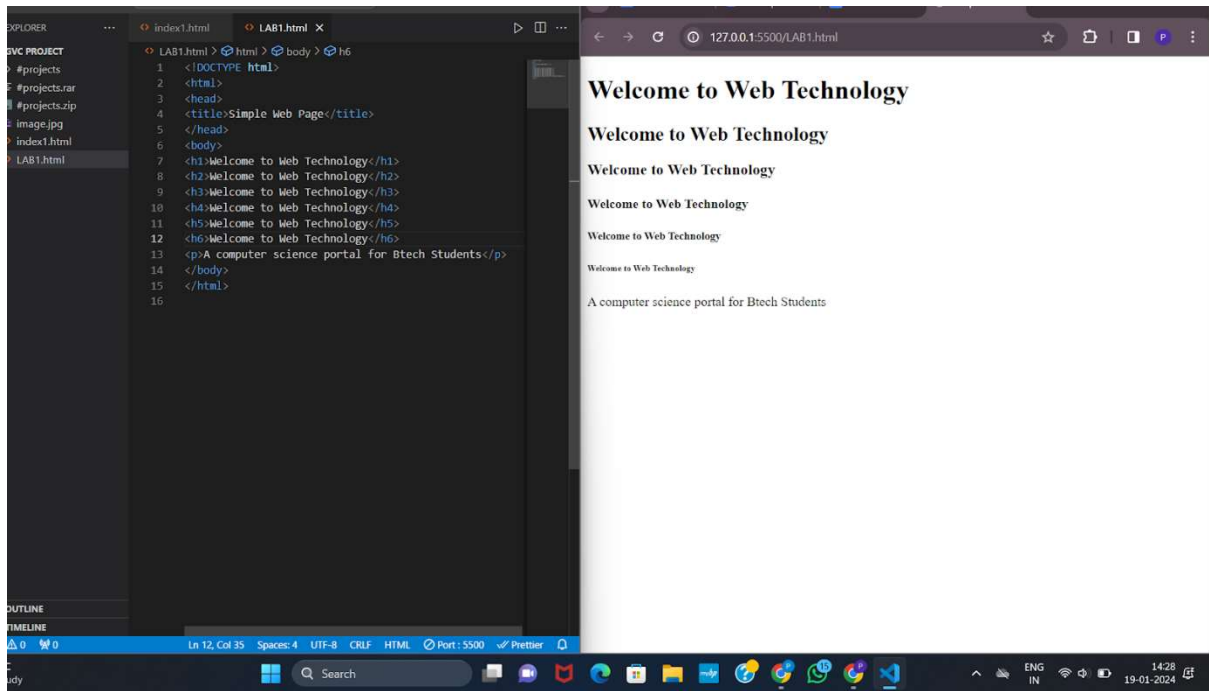 EXPLORER ...
GVC PROJECT
#projects
#projects.rar
#projects.zip
image.jpg
index1.html
LAB1.html
OUTLINE
TIMELINE
index1.html LAB1.html
LAB1.html > html > body > h6
1 <!DOCTYPE html>
2 <html>
3 <head>
4 <title>Simple Web Page</title>
5 </head>
6 <body>
7 <h1>Welcome to Web Technology</h1>
8 <h2>Welcome to Web Technology</h2>
9 <h3>Welcome to Web Technology</h3>
10 <h4>Welcome to Web Technology</h4>
11 <h5>Welcome to Web Technology</h5>
12 <h6>Welcome to Web Technology</h6>
13 <p>A computer science portal for Btech Students</p>
14 </body>
15 </html>
16
0 0 Ln 12, Col 35 Spaces: 4 UTF-8 CRLF HTML Port : 5500 Prettier
127.0.0.1:5500/LAB1.html P
Welcome to Web Technology
Welcome to Web Technology
Welcome to Web Technology
Welcome to Web Technology
Welcome to Web Technology
Welcome to Web Technology
A computer science portal for Btech Students
Search
ENG
IN
14:28
19-01-2024